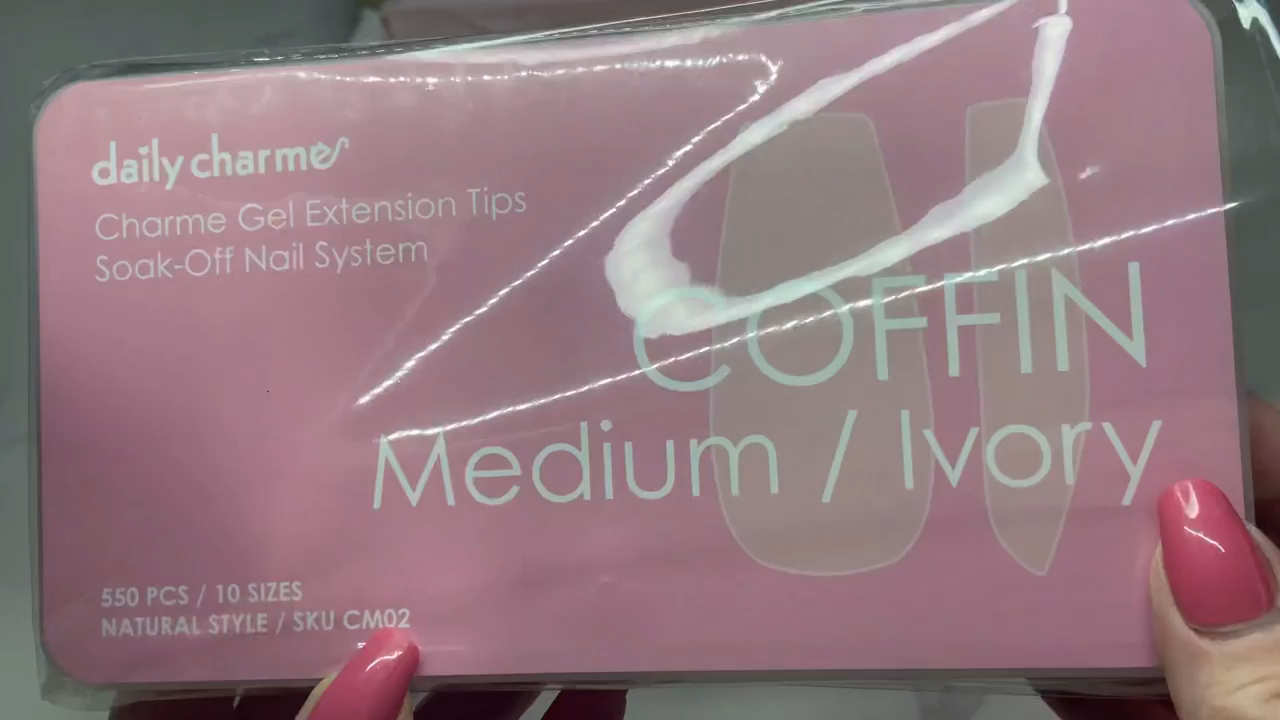 daily charme
Charme Gel Extension Tips
Soak-Off Nail System
COFFIN
Medium / Ivory
550 PCS / 10 SIZES
NATURAL STYLE / SKU CM02